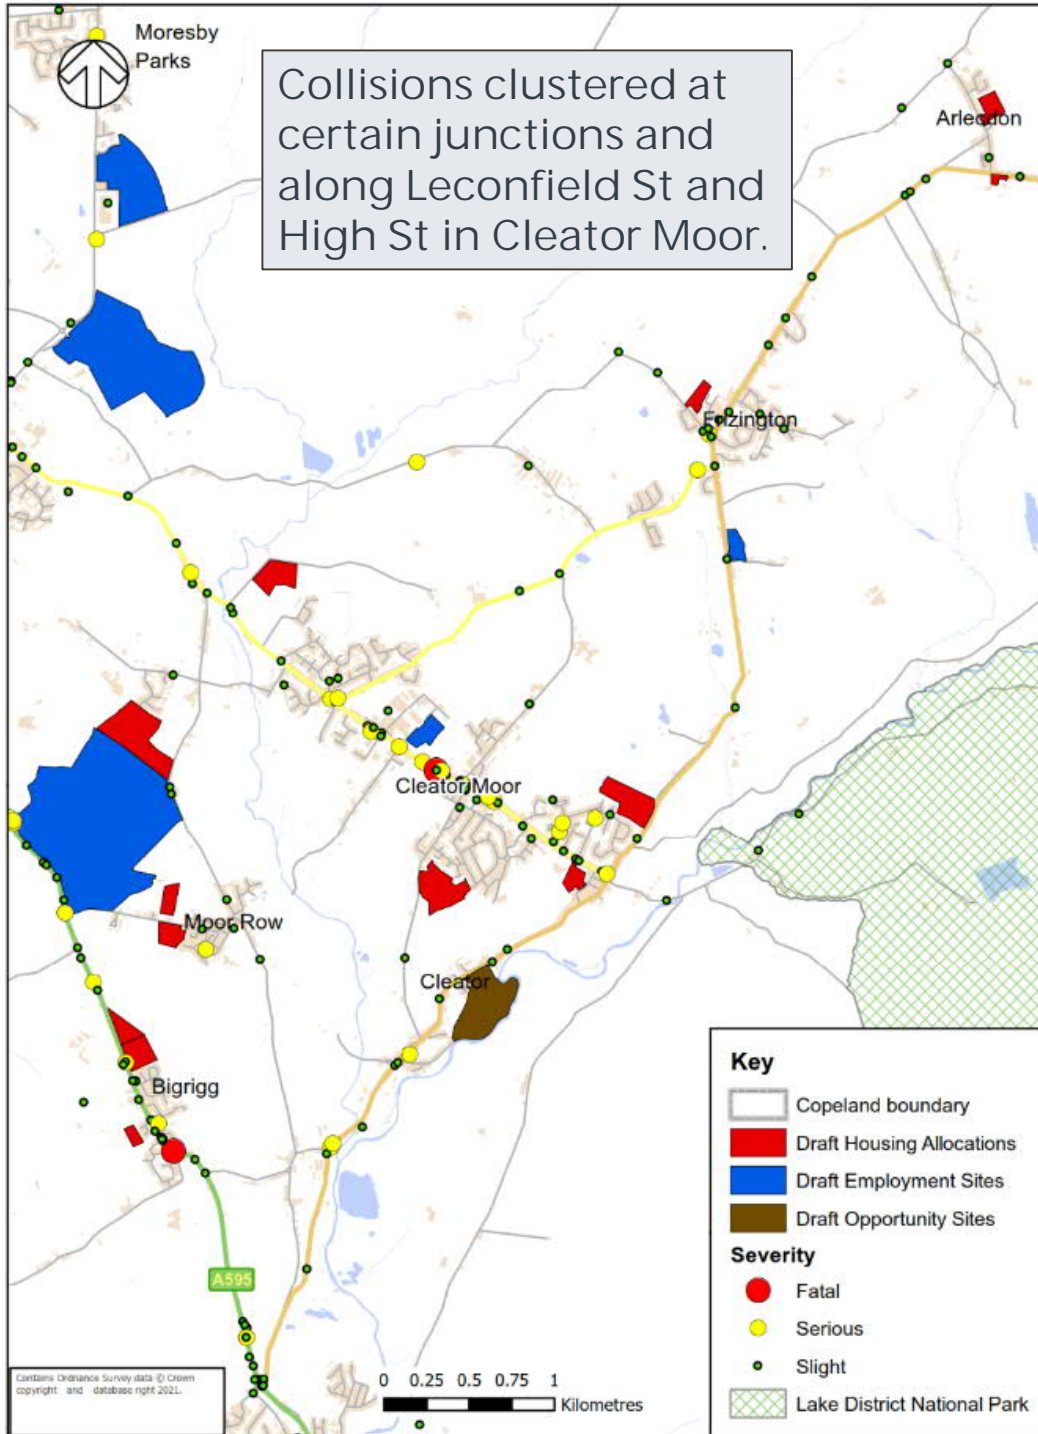 Moresby
Parks
Collisions clustered at
certain junctions and
along Leconfield St and
High St in Cleator Moor.
Arlecdon
Frizington
Cleator Moor
Moor Row
Cleator
Bigrigg
A595
Key
Copeland boundary
Draft Housing Allocations
Draft Employment Sites
Draft Opportunity Sites
Severity
Fatal
Serious
Slight
Lake District National Park
Contains Ordnance Survey data © Crown
copyright and database right 2021.
0 0.25 0.5 0.75 1
Kilometres